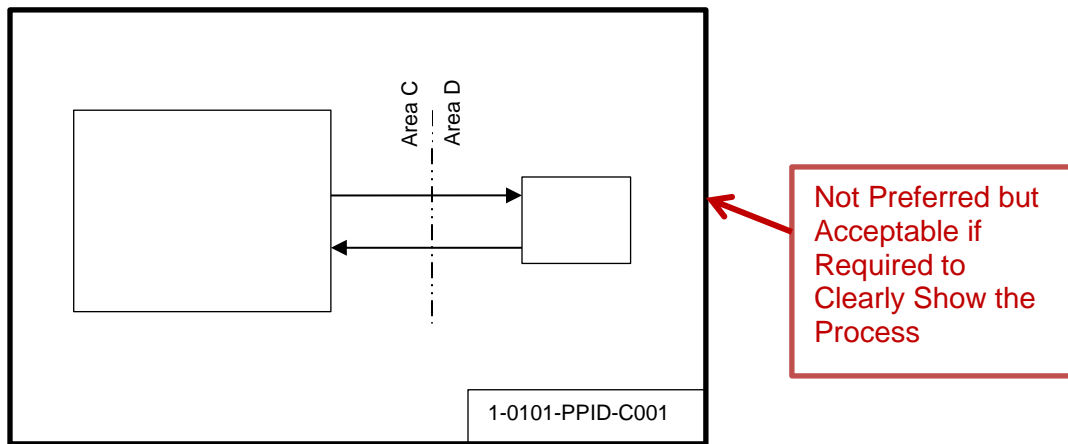 Area C
Area D
Not Preferred but
Acceptable if
Required to
Clearly Show the
Process
1-0101-PPID-C001